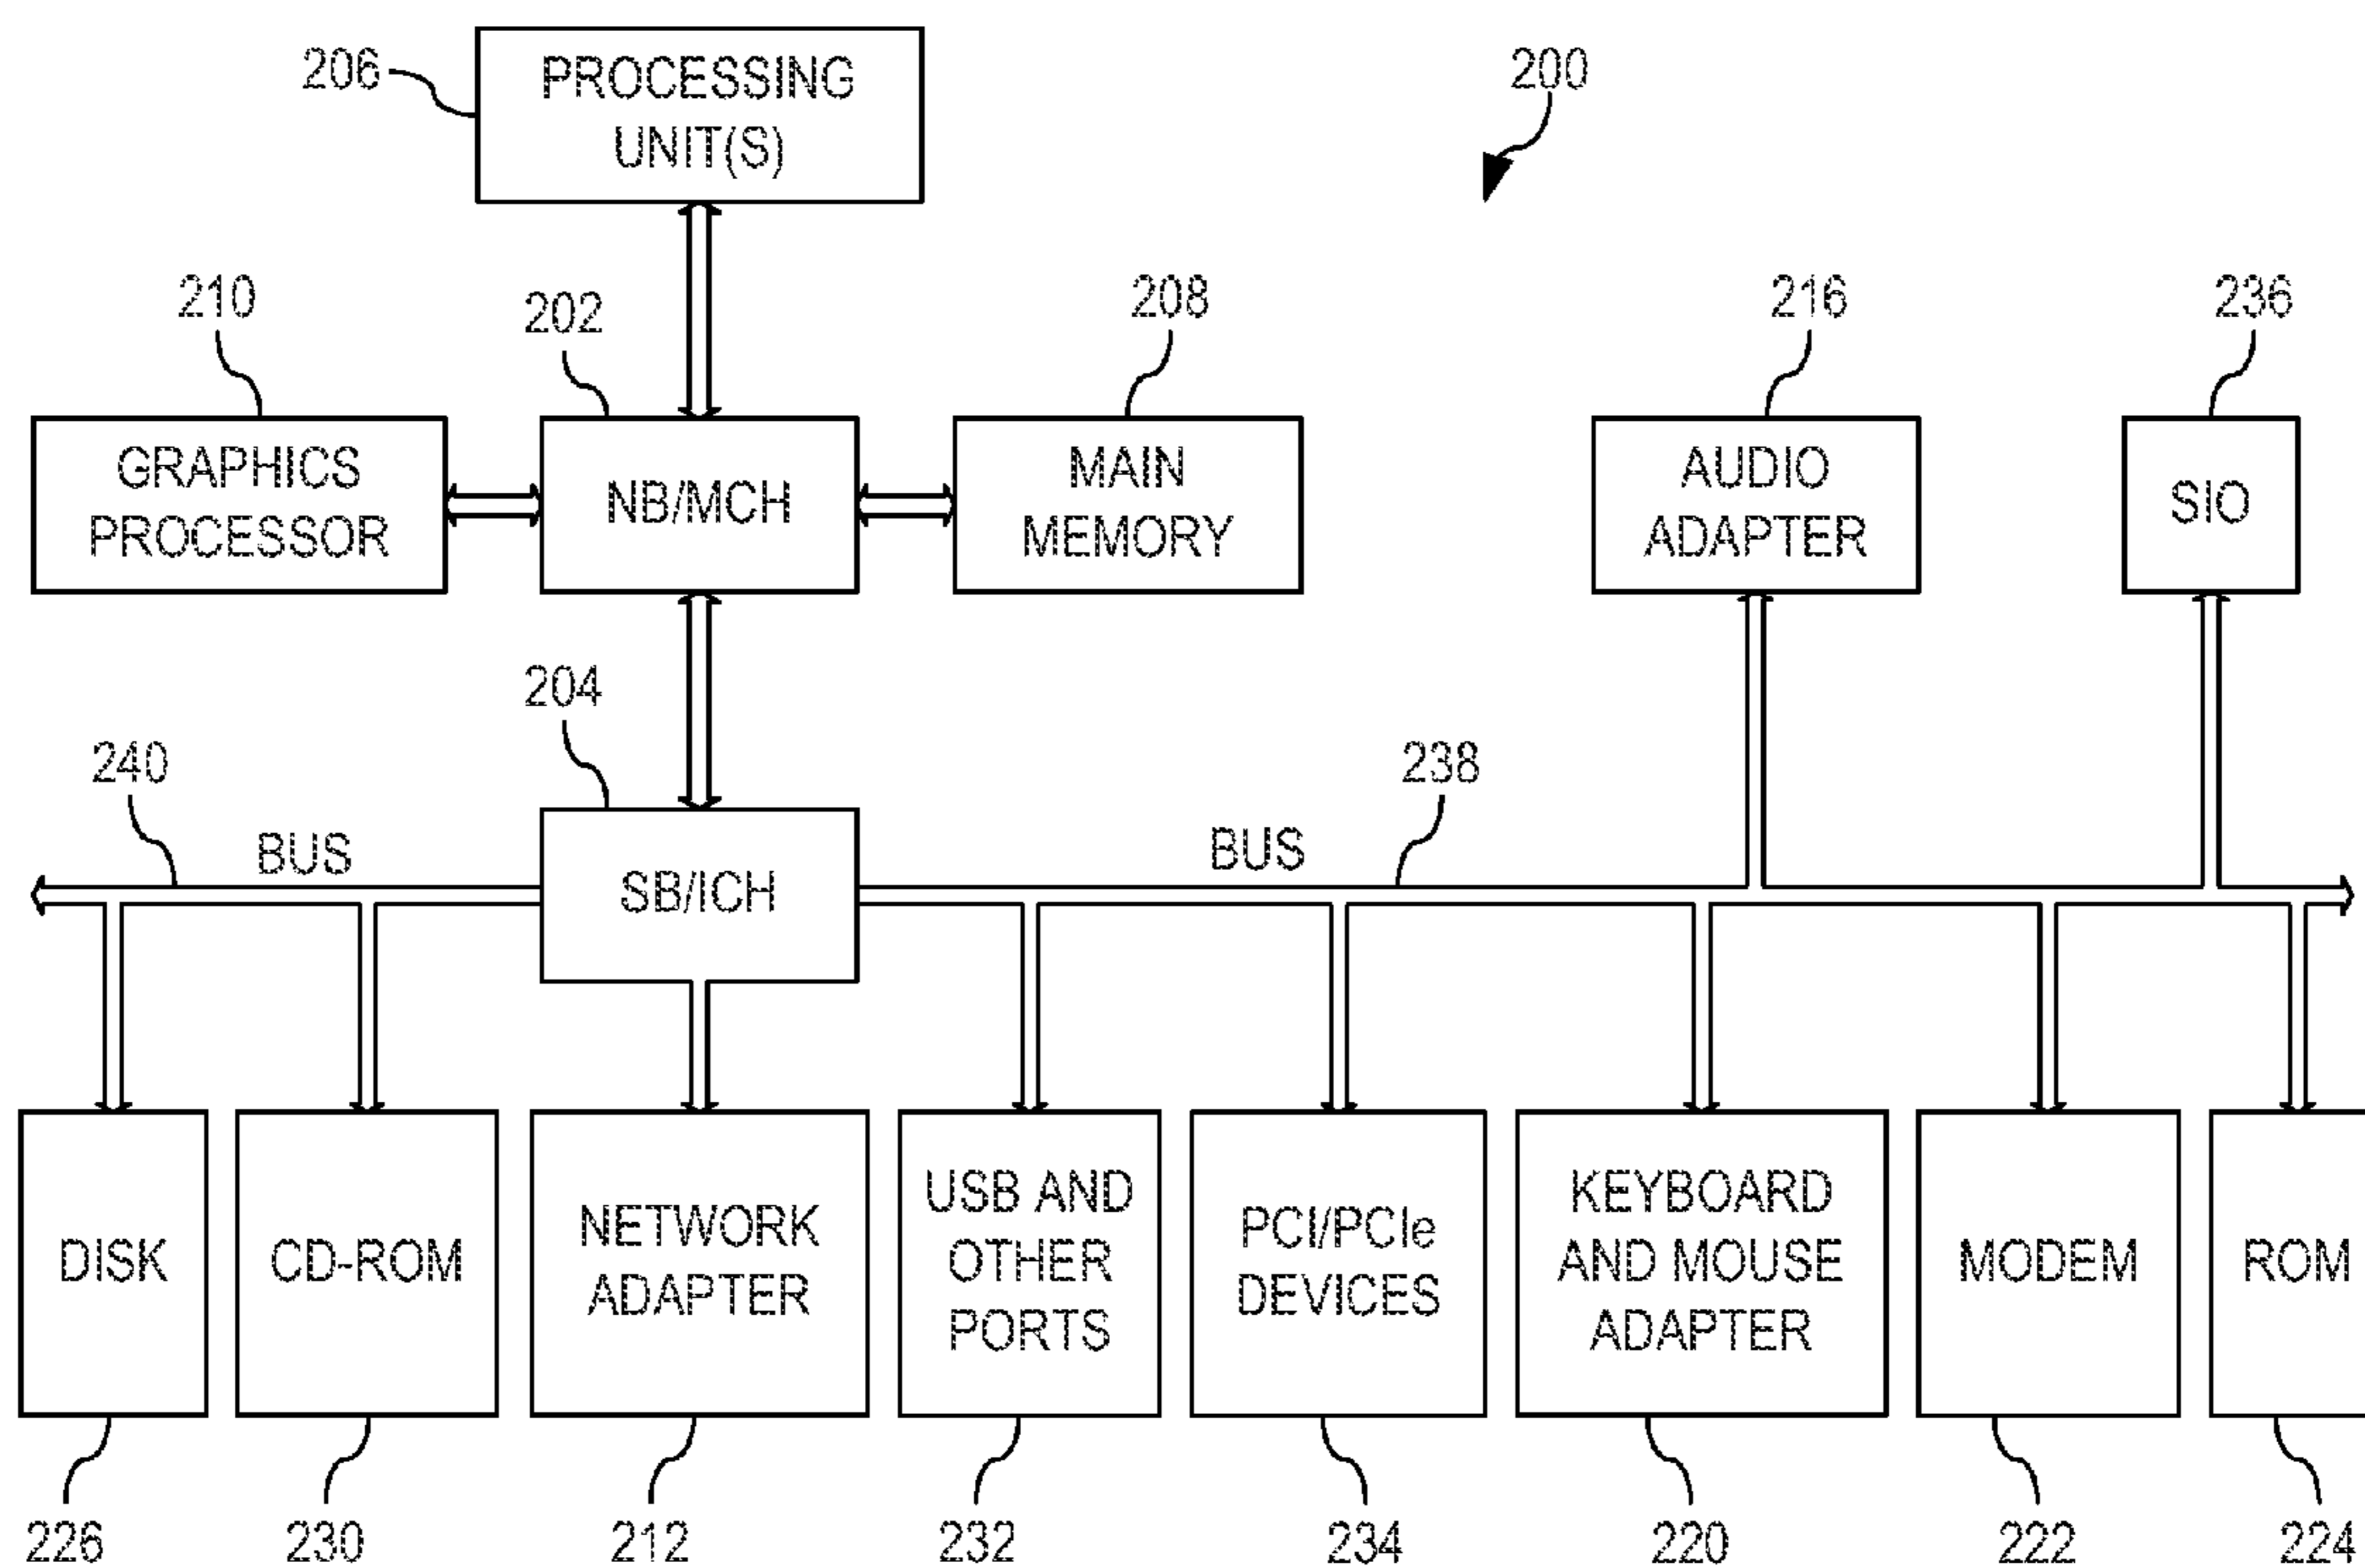 206
PROCESSING
UNIT(S)
200
210
202
208
216
236
GRAPHICS
PROCESSOR
NB/MCH
MAIN
MEMORY
AUDIO
ADAPTER
SIO
204
240
238
BUS
BUS
SB/ICH
DISK
CD-ROM
NETWORK
ADAPTER
USB AND
OTHER
PORTS
PCI/PCIe
DEVICES
KEYBOARD
AND MOUSE
ADAPTER
MODEM
ROM
226
230
212
232
234
220
222
224